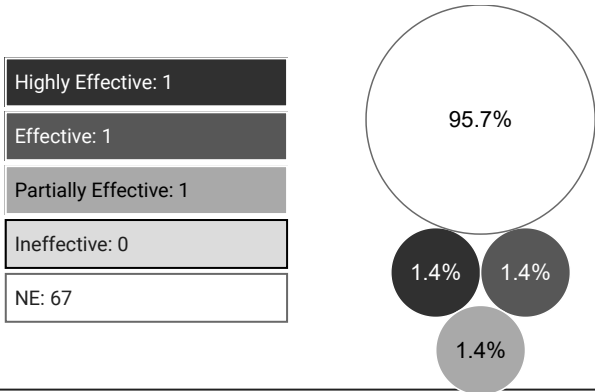 Highly Effective: 1
Effective: 1
Partially Effective: 1
Ineffective: 0
NE: 67
95.7%
1.4%
1.4%
1.4%